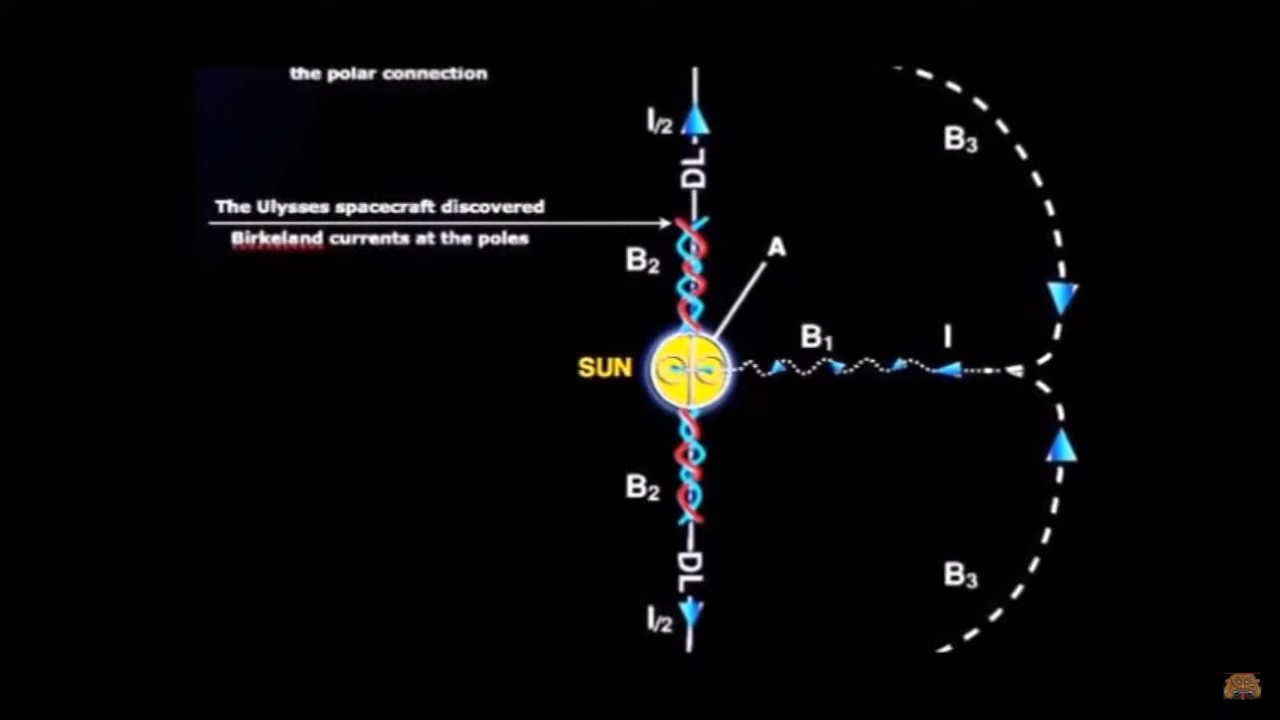 the polar connection
I/2
DL
The Ulysses spacecraft discovered
Birkeland currents at the poles
B3
A
B2
B1
I
SUN
B2
DL
B3
I/2